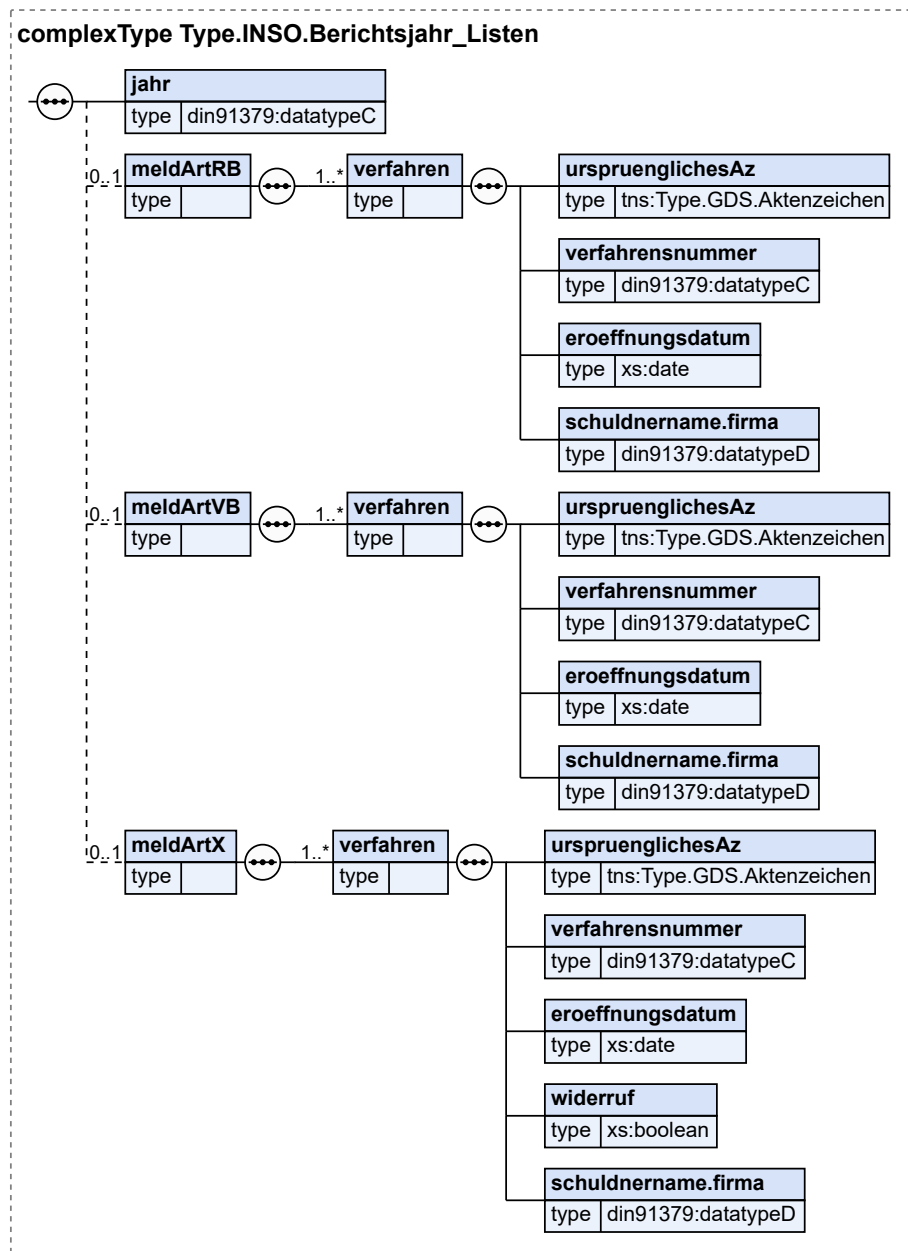 complexType Type.INSO.Berichtsjahr_Listen
jahr
type din91379:datatypeC
0..1 meldArtRB 1..* verfahren urspruenglichesAz
type type type tns:Type.GDS.Aktenzeichen
verfahrensnummer
type din91379:datatypeC
eroeffnungsdatum
type xs:date
schuldnername.firma
type din91379:datatypeD
0..1 meldArtVB 1..* verfahren urspruenglichesAz
type type type tns:Type.GDS.Aktenzeichen
verfahrensnummer
type din91379:datatypeC
eroeffnungsdatum
type xs:date
schuldnername.firma
type din91379:datatypeD
0..1 meldArtX 1..* verfahren urspruenglichesAz
type type type tns:Type.GDS.Aktenzeichen
verfahrensnummer
type din91379:datatypeC
eroeffnungsdatum
type xs:date
widerruf
type xs:boolean
schuldnername.firma
type din91379:datatypeD